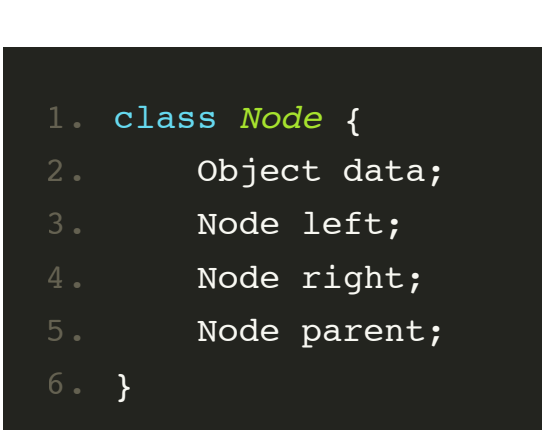 1. class Node {
2.     Object data;
3.     Node left;
4.     Node right;
5.     Node parent;
6. }